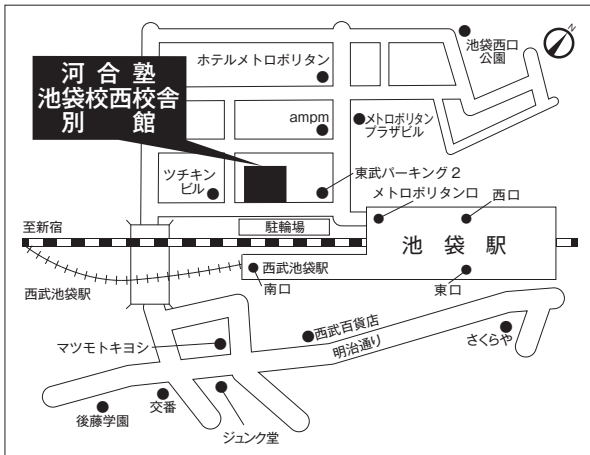 池袋西口
公園
N
河合塾
池袋校西校舎
別館
ホテルメトロポリタン
ampm
メトロポリタン
プラザビル
ツチキン
ビル
東武パーキング2
メトロポリタン口
西口
至新宿
駐輪場
池袋駅
西武池袋駅
西武池袋駅
南口
東口
西武百貨店
明治通り
さくらや
マツモトキヨシ
後藤学園
交番
ジュンク堂